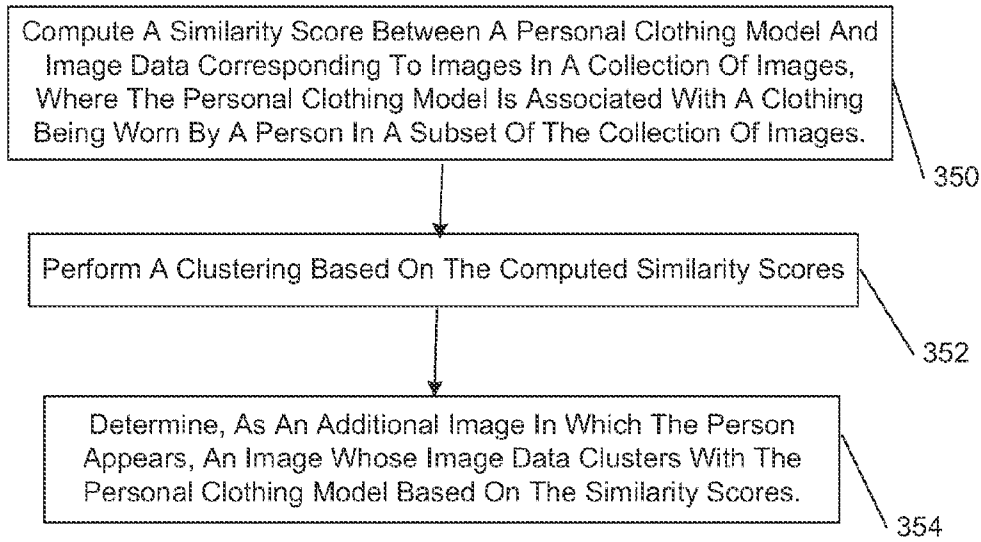 Compute A Similarity Score Between A Personal Clothing Model And
Image Data Corresponding To Images In A Collection Of Images,
Where The Personal Clothing Model Is Associated With A Clothing
Being Worn By A Person In A Subset Of The Collection Of Images.
350
Perform A Clustering Based On The Computed Similarity Scores
352
Determine, As An Additional Image In Which The Person
Appears, An Image Whose Image Data Clusters With The
Personal Clothing Model Based On The Similarity Scores.
354